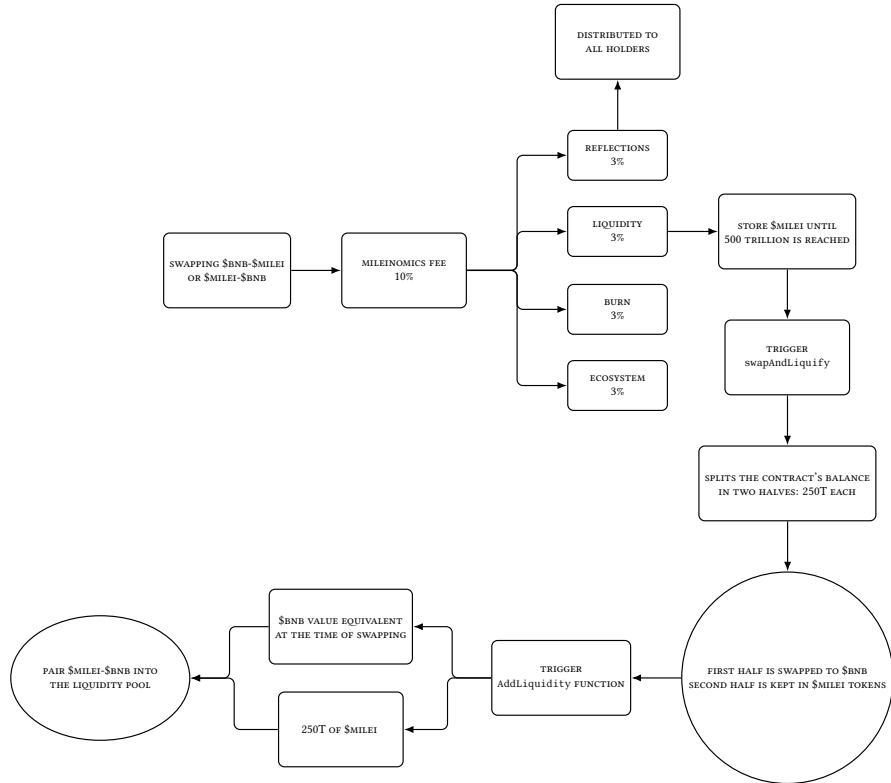 DISTRIBUTED TO
ALL HOLDERS
REFLECTIONS
3%
LIQUIDITY
3%
STORE $MILEI UNTIL
500 TRILLION IS REACHED
SWAPPING $BNB-$MILEI
OR $MILEI-$BNB
MILEINOMICS FEE
10%
BURN
3%
TRIGGER
swapAndLiquify
ECOSYSTEM
3%
SPLITS THE CONTRACT'S BALANCE
IN TWO HALVES: 250T EACH
$BNB VALUE EQUIVALENT
AT THE TIME OF SWAPPING
PAIR $MILEI-$BNB INTO
THE LIQUIDITY POOL
TRIGGER
AddLiquidity FUNCTION
FIRST HALF IS SWAPPED TO $BNB
SECOND HALF IS KEPT IN $MILEI TOKENS
250T OF $MILEI